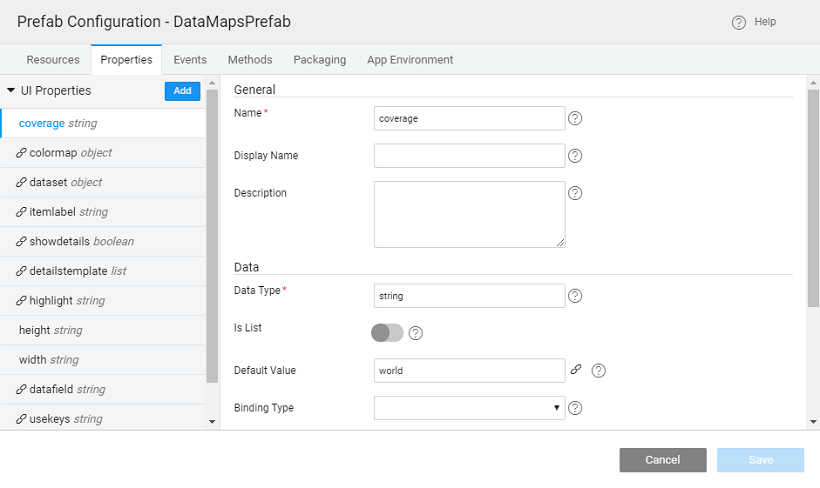 Prefab Configuration - DataMapsPrefab
? Help
Resources Properties Events Methods Packaging App Environment
UI Properties Add
coverage string
colormap object
dataset object
itemlabel string
showdetails boolean
detailstemplate list
highlight string
height string
width string
datafield string
usekeys string
General
Name* coverage ?
Display Name ?
Description ?
Data
Data Type* string ?
Is List ?
Default Value world ?
Binding Type ?
Cancel Save